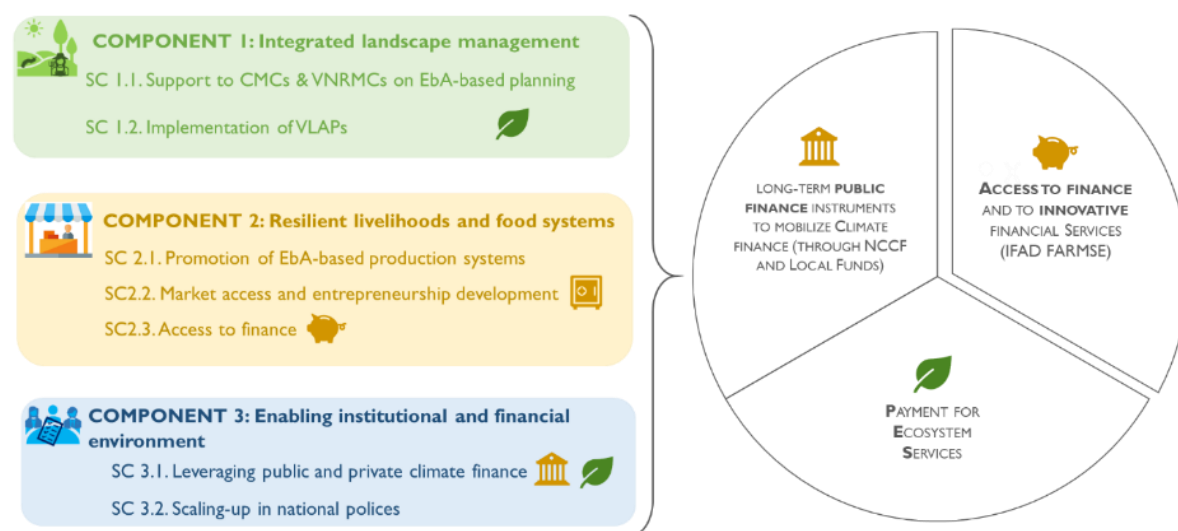 COMPONENT 1: Integrated landscape management
SC 1.1. Support to CMCs & VNRMCs on EbA-based planning
SC 1.2. Implementation of VLAPs
COMPONENT 2: Resilient livelihoods and food systems
SC 2.1. Promotion of EbA-based production systems
SC2.2. Market access and entrepreneurship development
SC2.3. Access to finance
COMPONENT 3: Enabling institutional and financial
environment
SC 3.1. Leveraging public and private climate finance
SC 3.2. Scaling-up in national polices
LONG-TERM PUBLIC
FINANCE INSTRUMENTS
TO MOBILIZE CLIMATE
FINANCE (THROUGH NCCF
AND LOCAL FUNDS)
ACCESS TO FINANCE
AND TO INNOVATIVE
FINANCIAL SERVICES
(IFAD FARMSE)
PAYMENT FOR
ECOSYSTEM
SERVICES